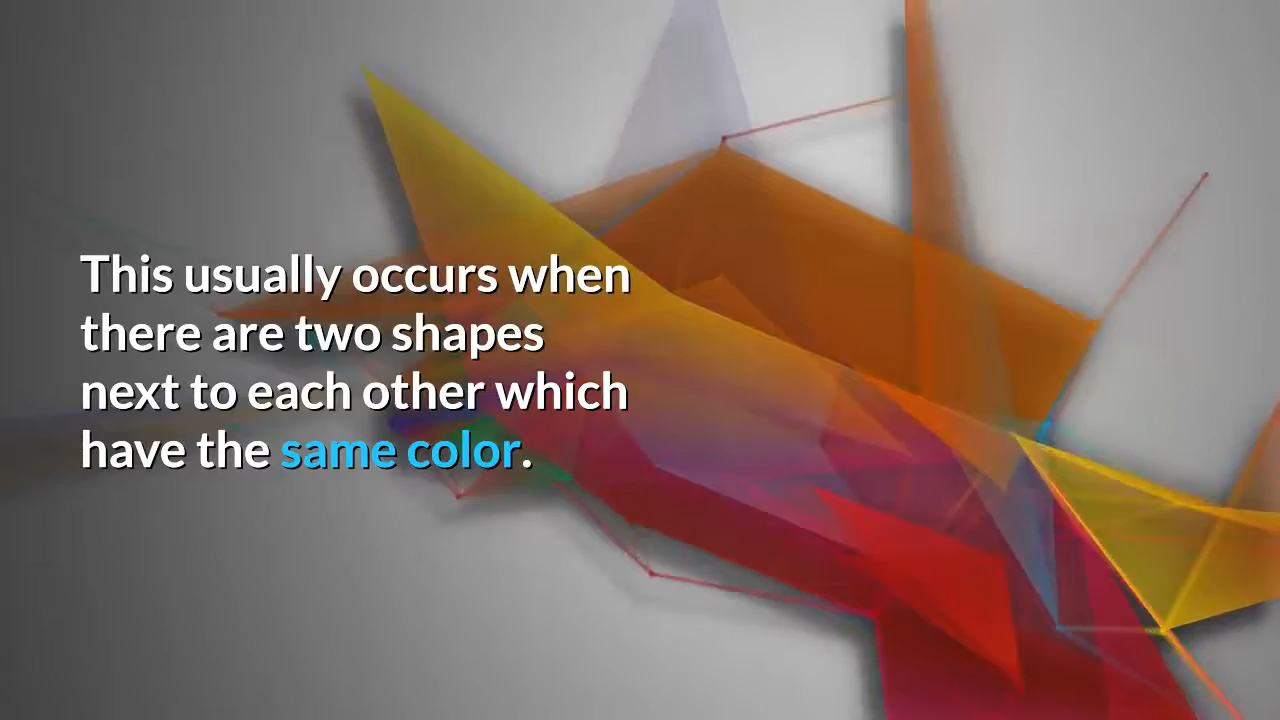 This usually occurs when
there are two shapes
next to each other which
have the same color.